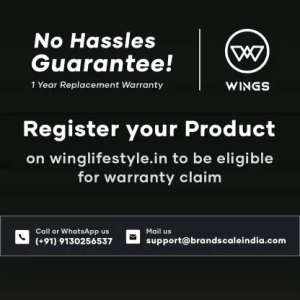 No Hassles
Guarantee!
1 Year Replacement Warranty
WINGS
Register your Product
on winglifestyle.in to be eligible
for warranty claim
Call or WhatsApp us
(+91) 9130256537
Mail us
support@brandscaleindia.com